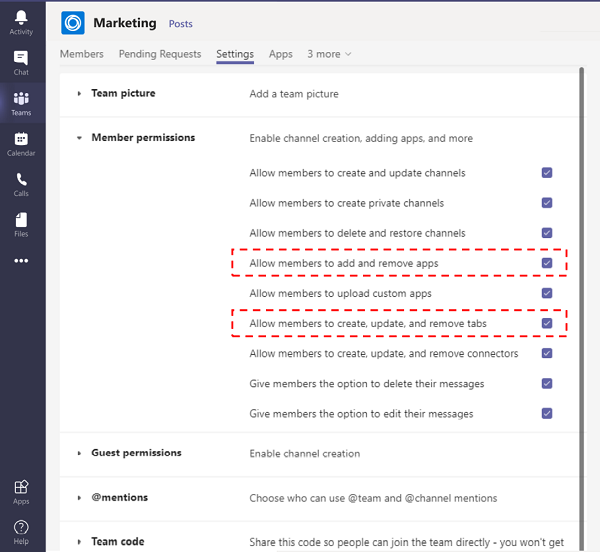 Activity
Chat
Teams
Calendar
Calls
Files
Apps
Help
Marketing Posts
Members Pending Requests Settings Apps 3 more
Team picture Add a team picture
Member permissions Enable channel creation, adding apps, and more
Allow members to create and update channels
Allow members to create private channels
Allow members to delete and restore channels
Allow members to add and remove apps
Allow members to upload custom apps
Allow members to create, update, and remove tabs
Allow members to create, update, and remove connectors
Give members the option to delete their messages
Give members the option to edit their messages
Guest permissions Enable channel creation
@mentions Choose who can use @team and @channel mentions
Team code Share this code so people can join the team directly - you won't get